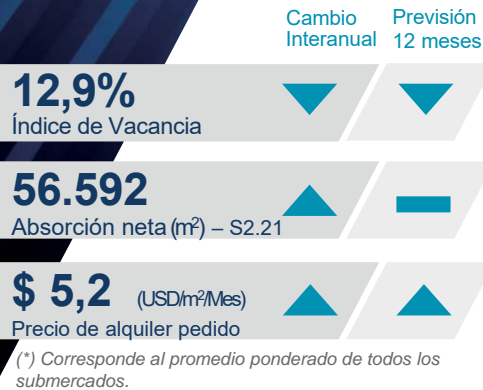 Cambio Interanual
Previsión 12 meses
12,9%
Índice de Vacancia
56.592
Absorción neta (m²) – S2.21
$ 5,2 (USD/m²/Mes)
Precio de alquiler pedido
(*) Corresponde al promedio ponderado de todos los
submercados.